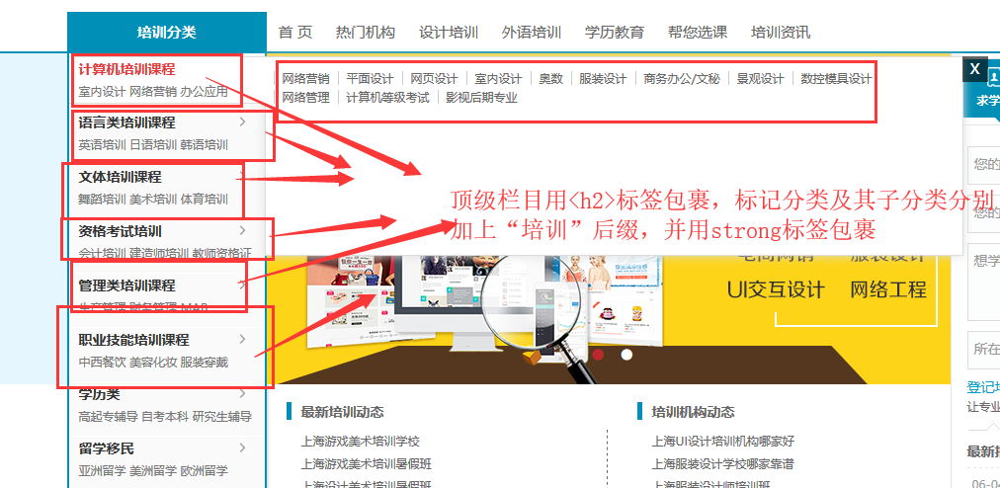 培训分类
首 页 热门机构 设计培训 外语培训 学历教育 帮您选课 培训资讯
计算机培训课程
室内设计 网络营销 办公应用
语言类培训课程
英语培训 日语培训 韩语培训
文体培训课程
舞蹈培训 美术培训 体育培训
资格考试培训
会计培训 建造师培训 教师资格证
管理类培训课程
生产管理 财务管理 MAP
职业技能培训课程
中西餐饮 美容化妆 服装穿戴
学历类
高起专辅导 自考本科 研究生辅导
留学移民
亚洲留学 美洲留学 欧洲留学
网络营销 平面设计 网页设计 室内设计 奥数 服装设计 商务办公/文秘 景观设计 数控模具设计
网络管理 计算机等级考试 影视后期专业
X
顶级栏目用<h2>标签包裹，标记分类及其子分类分别
加上“培训”后缀，并用strong标签包裹
电商网销 服装设计
UI交互设计 网络工程
最新培训动态
上海游戏美术培训学校
上海游戏美术培训暑假班
上海设计美术培训暑假班
培训机构动态
上海UI设计培训机构哪家好
上海服装设计学校哪家靠谱
上海服装设计师培训班
求学
您的
您的
想学
所在
登记
让专业
最新
06-04